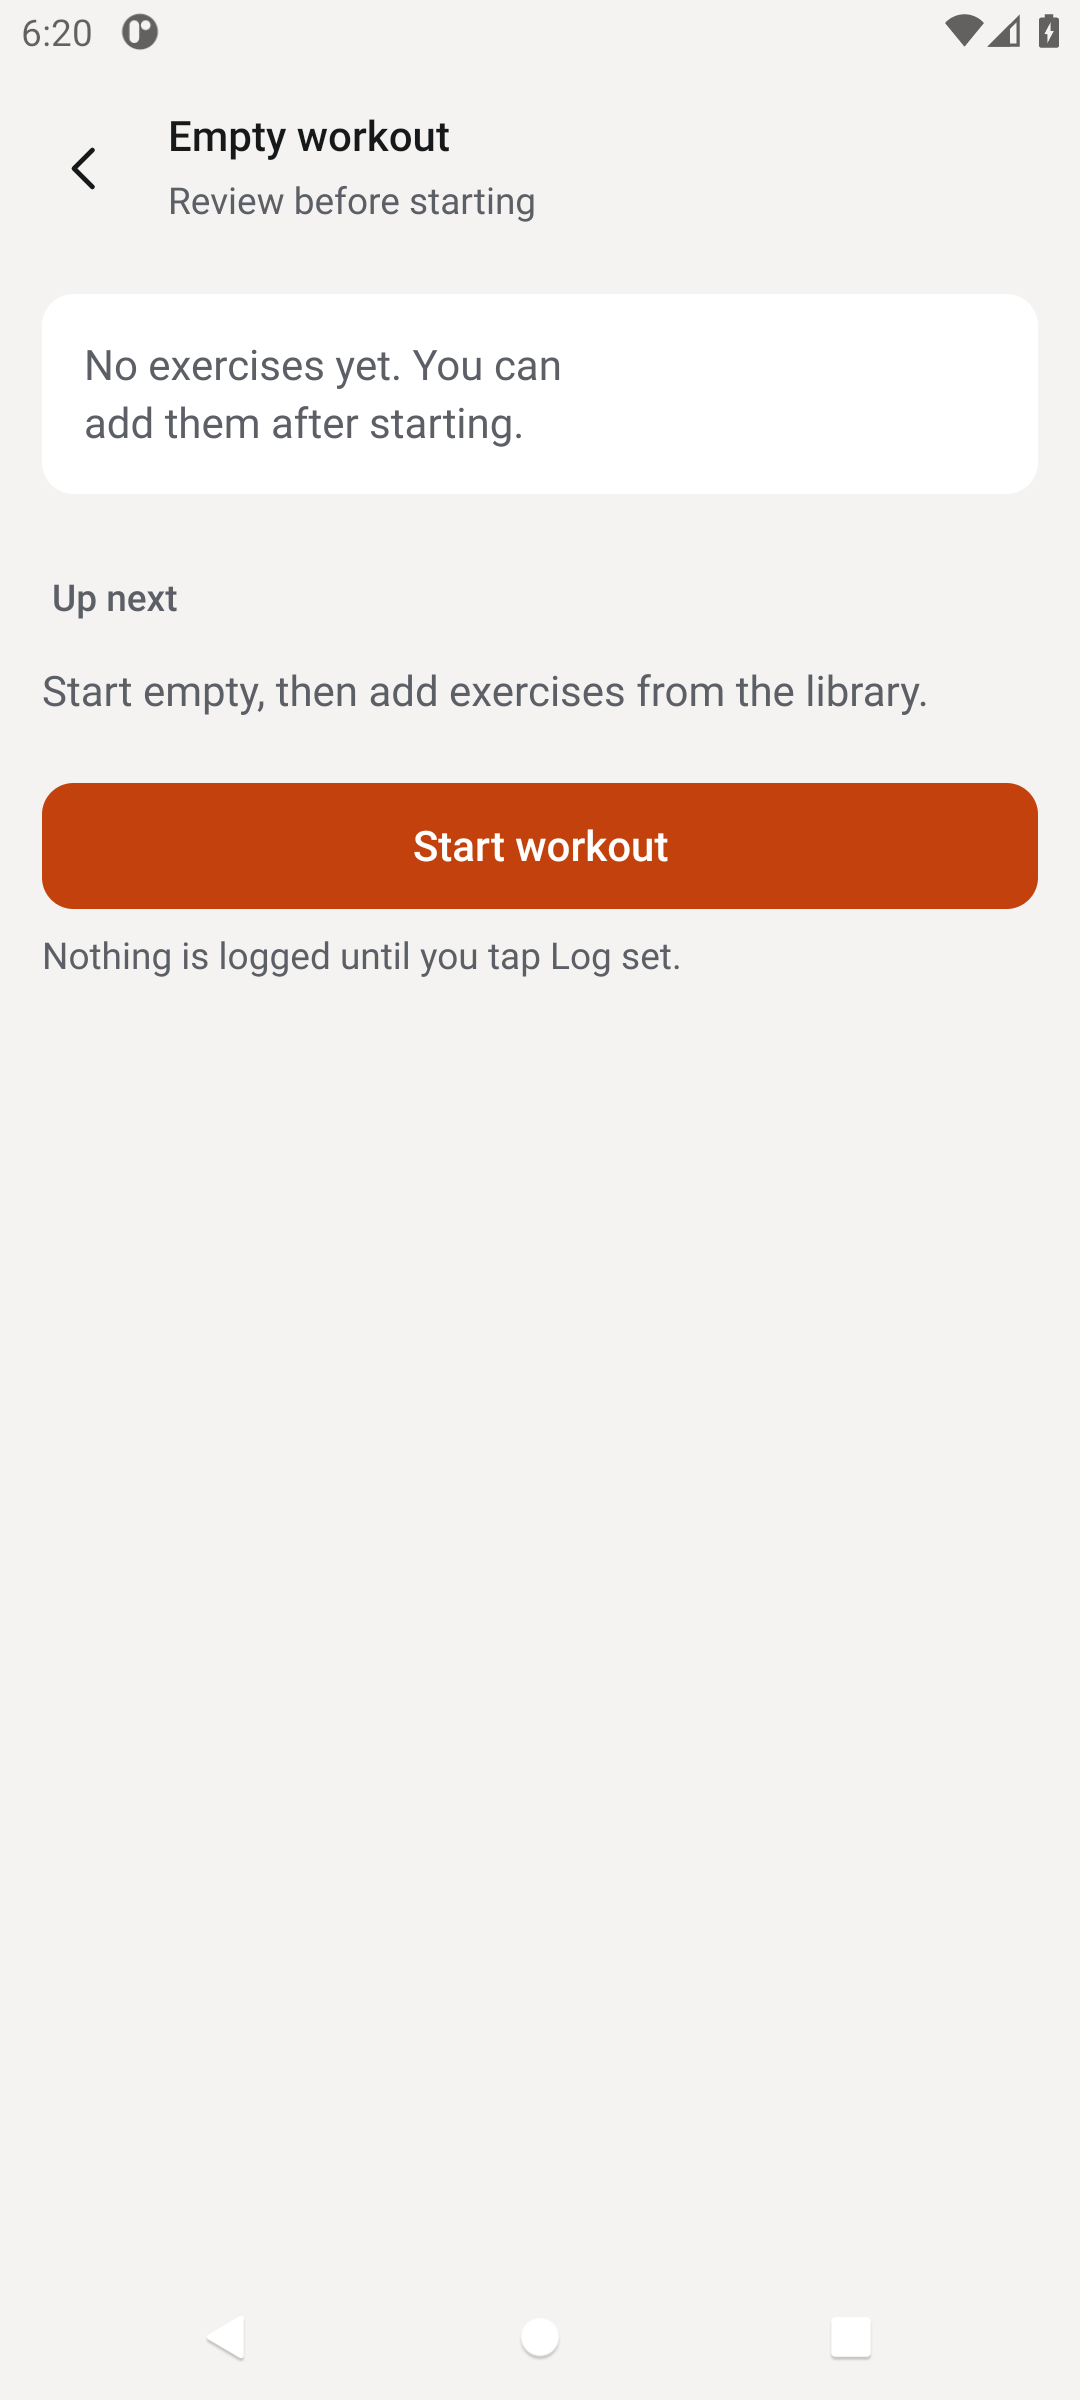 6:20
Empty workout
Review before starting
No exercises yet. You can
add them after starting.
Up next
Start empty, then add exercises from the library.
Start workout
Nothing is logged until you tap Log set.